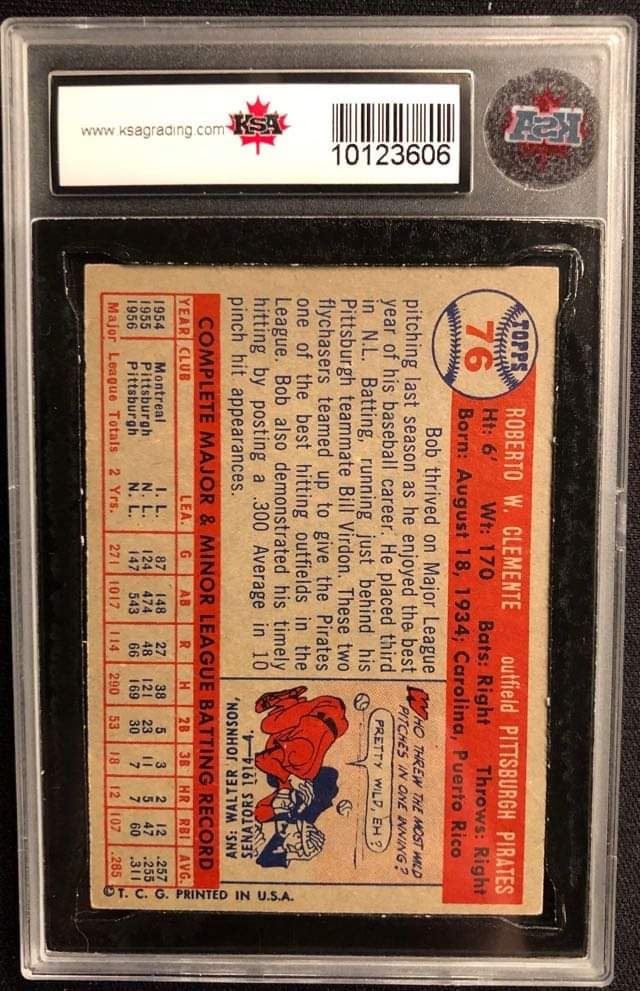 www.ksagrading.com
KSA
10123606
KSA
TOPPS
76
ROBERTO W. CLEMENTE outfield PITTSBURGH PIRATES
Ht: 6' Wt: 170 Bats: Right Throws: Right
Born: August 18, 1934; Carolina, Puerto Rico
Bob thrived on Major League
pitching last season as he enjoyed the best
year of his baseball career. He placed third
in N.L. Batting, running just behind his
Pittsburgh teammate Bill Virdon. These two
flychasers teamed up to give the Pirates
one of the best hitting outfields in the
League. Bob also demonstrated his timely
hitting by posting a .300 Average in 10
pinch hit appearances.
WHO THREW THE MOST WILD
PITCHES IN ONE INNING?
PRETTY WILD, EH?
ANS: WALTER JOHNSON,
SENATORS 1914—4.
COMPLETE MAJOR & MINOR LEAGUE BATTING RECORD
YEAR CLUB LEA. G AB R H 2B 3B HR RBI AVG.
1954 Montreal I. L. 87 148 27 38 5 3 2 12 .257
1955 Pittsburgh N. L. 124 474 48 121 23 11 5 47 .255
1956 Pittsburgh N. L. 147 543 66 169 30 7 7 60 .311
Major League Totals 2 Yrs. 271 1017 114 290 53 18 12 107 .285
©T. C. G. PRINTED IN U.S.A.